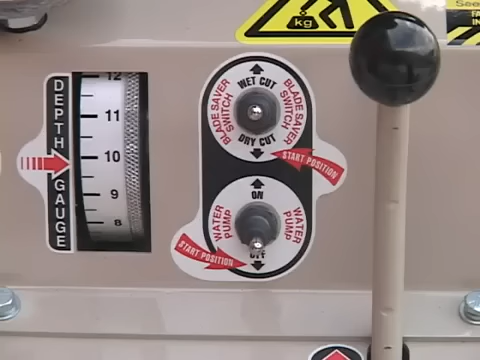 DEPTH GAUGE
12
11
10
9
8
BLADE SAVER SWITCH
WET CUT
BLADE SAVER SWITCH
DRY CUT
START POSITION
ON
WATER PUMP
WATER PUMP
START POSITION
OFF
kg
See